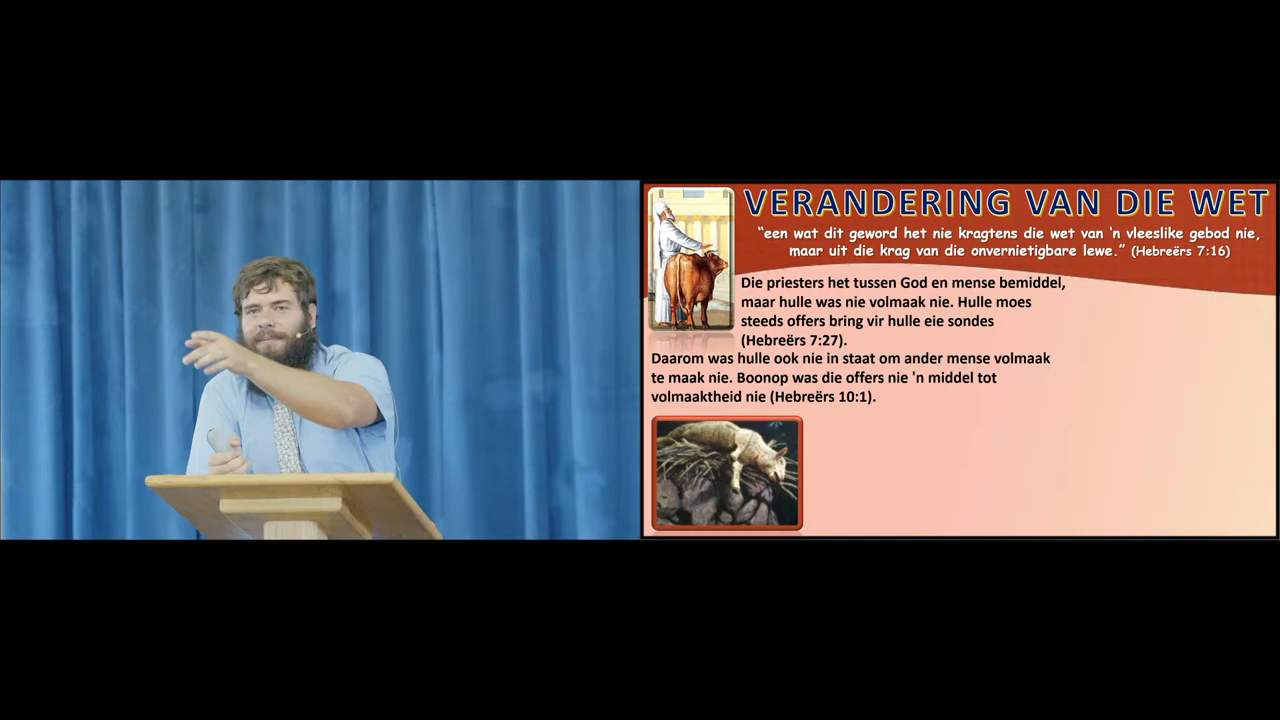 VERANDERING VAN DIE WET
“een wat dit geword het nie kragtens die wet van ‘n vleeslike gebod nie,
maar uit die krag van die onvernietigbare lewe.” (Hebreërs 7:16)
Die priesters het tussen God en mense bemiddel,
maar hulle was nie volmaak nie. Hulle moes
steeds offers bring vir hulle eie sondes
(Hebreërs 7:27).
Daarom was hulle ook nie in staat om ander mense volmaak
te maak nie. Boonop was die offers nie 'n middel tot
volmaaktheid nie (Hebreërs 10:1).